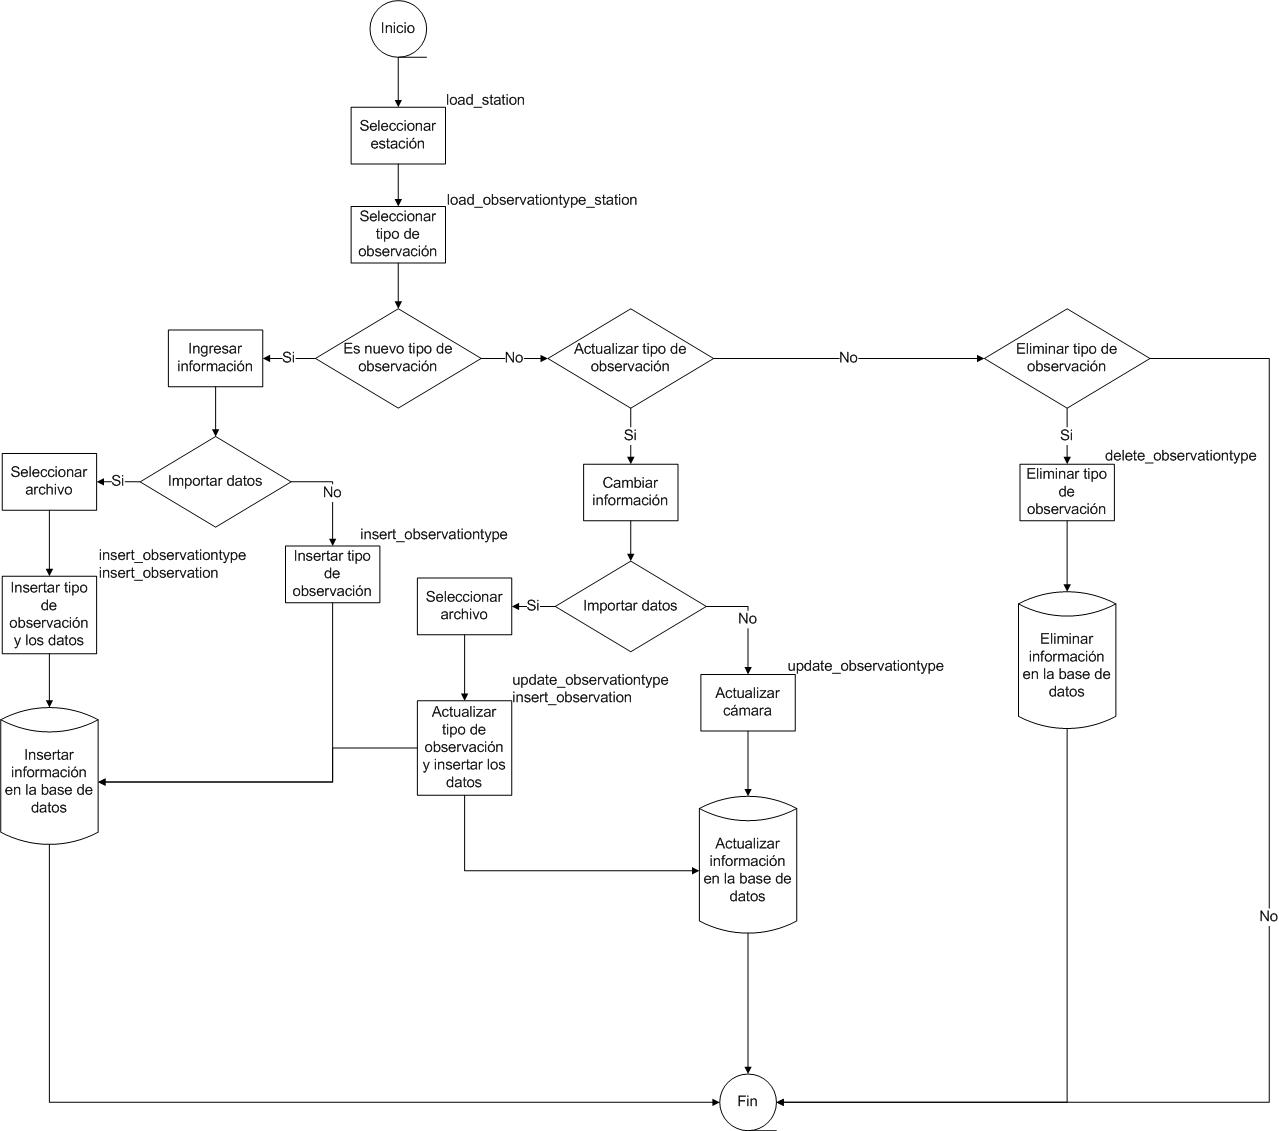 Inicio
load_station
Seleccionar
estación
load_observationtype_station
Seleccionar
tipo de
observación
Es nuevo tipo de
observación
Si
No
Ingresar
información
Actualizar tipo de
observación
No
Eliminar tipo de
observación
Si
Si
No
Importar datos
Si
No
Seleccionar
archivo
insert_observationtype
insert_observation
Insertar tipo
de
observación
y los datos
insert_observationtype
Insertar tipo
de
observación
Insertar
información
en la base de
datos
Cambiar
información
Importar datos
Si
No
Seleccionar
archivo
update_observationtype
insert_observation
Actualizar
tipo de
observación
y insertar los
datos
update_observationtype
Actualizar
cámara
Actualizar
información
en la base de
datos
delete_observationtype
Eliminar tipo
de
observación
Eliminar
información
en la base de
datos
Fin